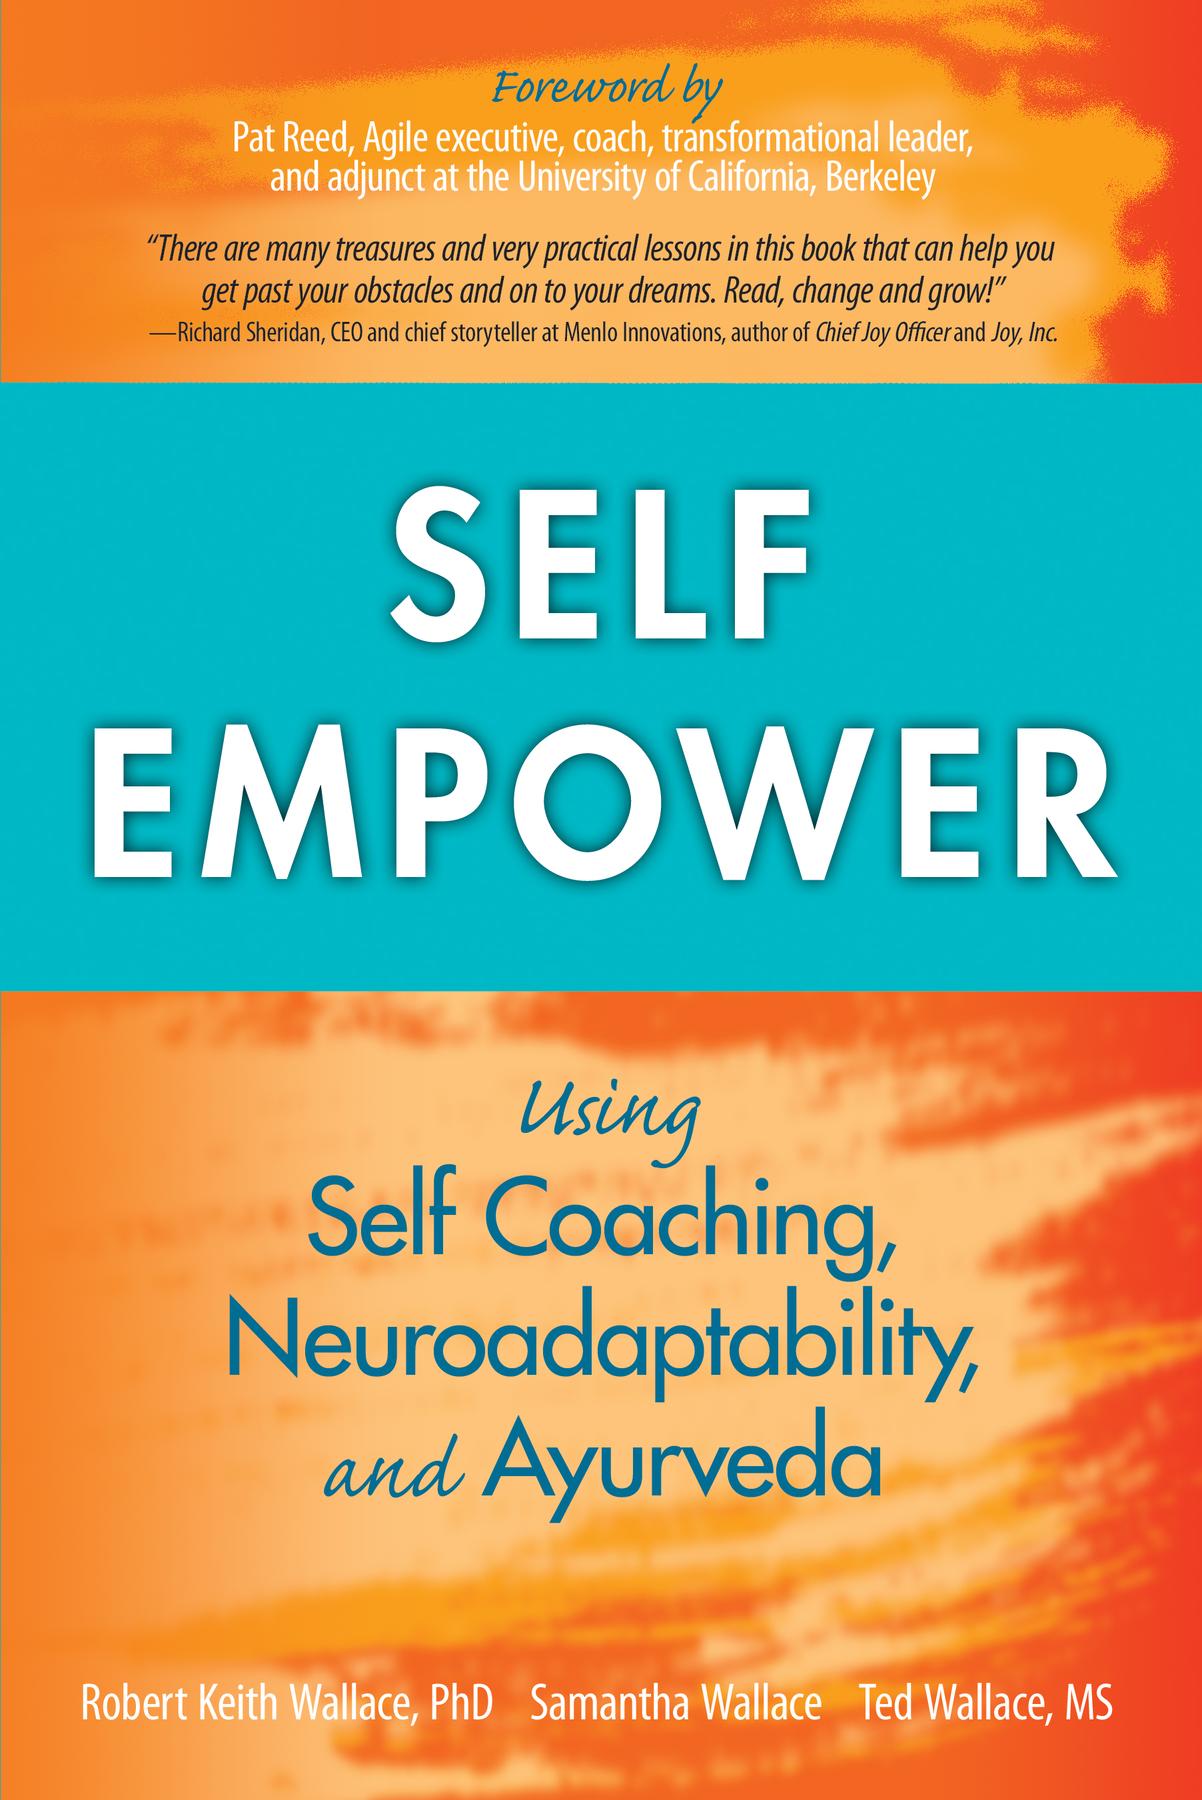 Foreword by
Pat Reed, Agile executive, coach, transformational leader,
and adjunct at the University of California, Berkeley
“There are many treasures and very practical lessons in this book that can help you
get past your obstacles and on to your dreams. Read, change and grow!”
—Richard Sheridan, CEO and chief storyteller at Menlo Innovations, author of Chief Joy Officer and Joy, Inc.
SELF
EMPOWER
Using
Self Coaching,
Neuroadaptability,
and Ayurveda
Robert Keith Wallace, PhD Samantha Wallace Ted Wallace, MS